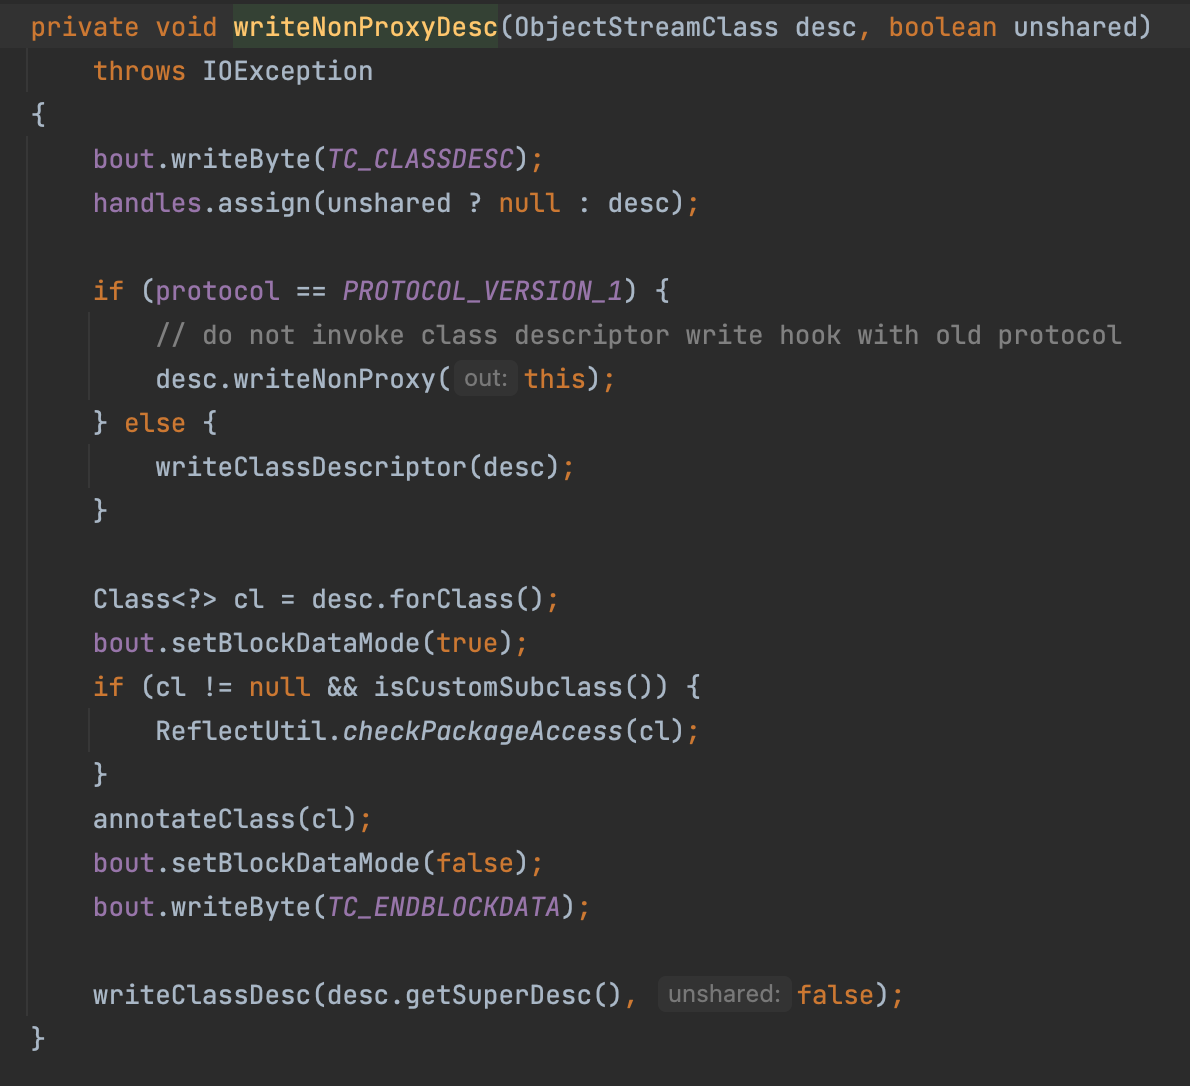 private void writeNonProxyDesc(ObjectStreamClass desc, boolean unshared)
    throws IOException
{
    bout.writeByte(TC_CLASSDESC);
    handles.assign(unshared ? null : desc);

    if (protocol == PROTOCOL_VERSION_1) {
        // do not invoke class descriptor write hook with old protocol
        desc.writeNonProxy( out: this);
    } else {
        writeClassDescriptor(desc);
    }

    Class<?> cl = desc.forClass();
    bout.setBlockDataMode(true);
    if (cl != null && isCustomSubclass()) {
        ReflectUtil.checkPackageAccess(cl);
    }
    annotateClass(cl);
    bout.setBlockDataMode(false);
    bout.writeByte(TC_ENDBLOCKDATA);

    writeClassDesc(desc.getSuperDesc(), unshared: false);
}